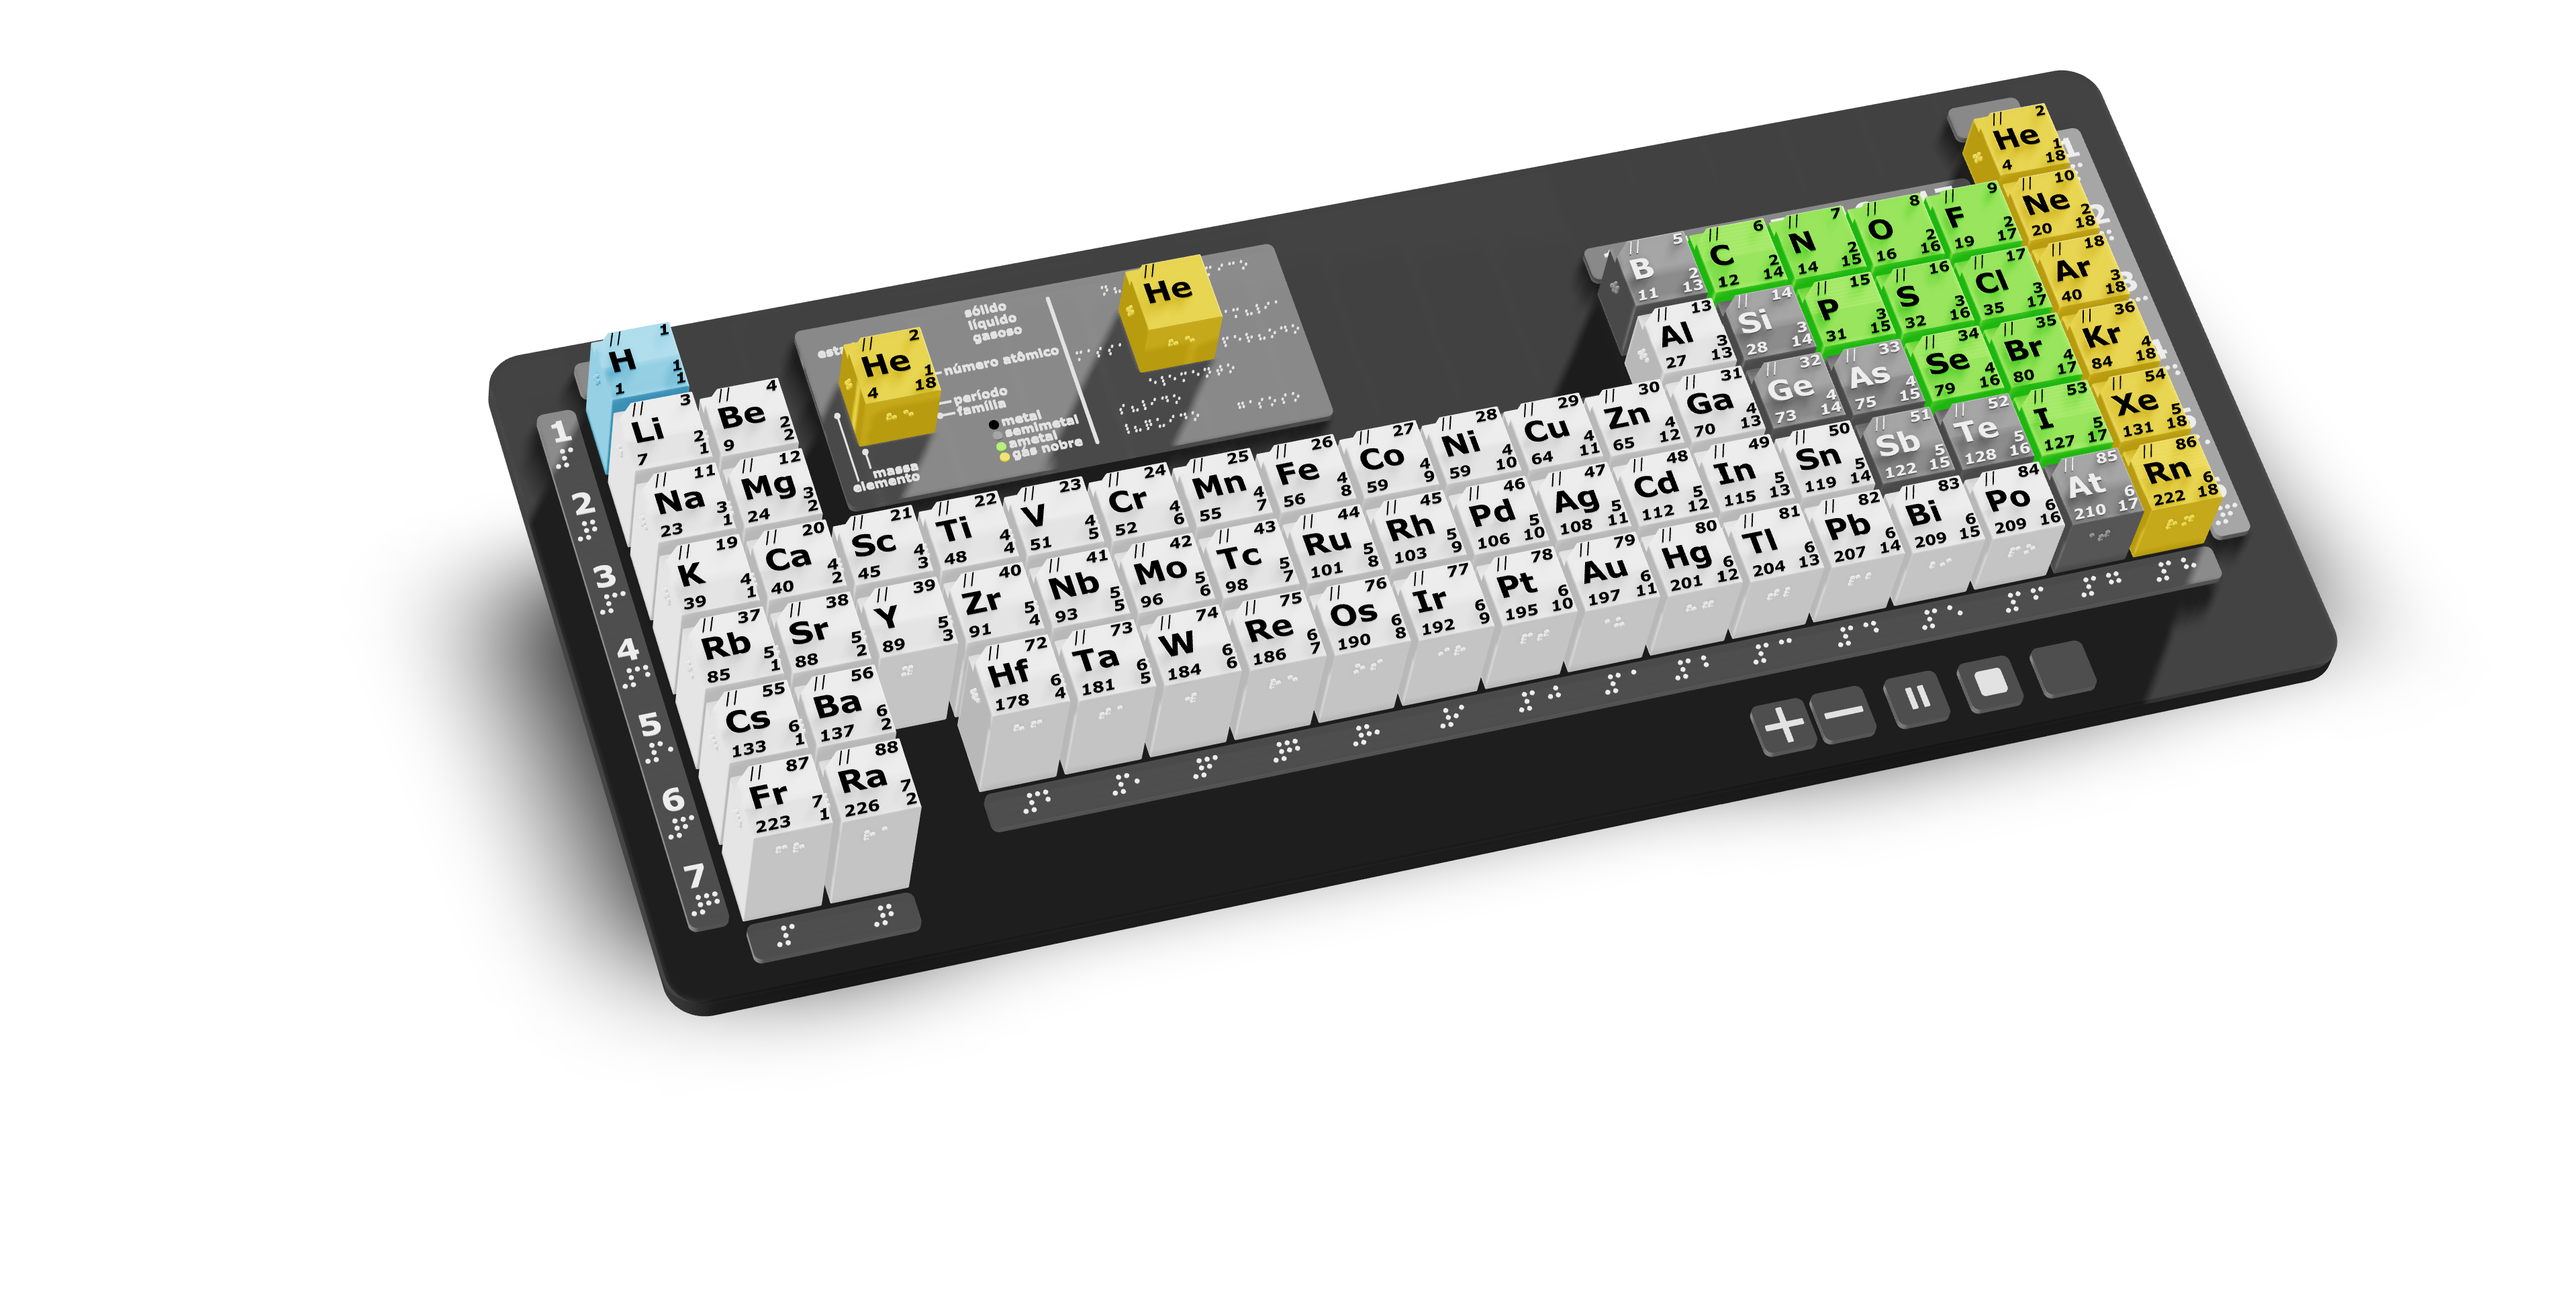 H 1 1 1 1
He 2 1 4 18
Li 3 2 7 1
Be 4 2 9 2
B 5 2 11 13
C 6 2 12 14
N 7 2 14 15
O 8 2 16 16
F 9 2 19 17
Ne 10 2 20 18
Na 11 3 23 1
Mg 12 3 24 2
Al 13 3 27 13
Si 14 3 28 14
P 15 3 31 15
S 16 3 32 16
Cl 17 3 35 17
Ar 18 3 40 18
K 19 4 39 1
Ca 20 4 40 2
Sc 21 4 45 3
Ti 22 4 48 4
V 23 4 51 5
Cr 24 4 52 6
Mn 25 4 55 7
Fe 26 4 56 8
Co 27 4 59 9
Ni 28 4 59 10
Cu 29 4 64 11
Zn 30 4 65 12
Ga 31 4 70 13
Ge 32 4 73 14
As 33 4 75 15
Se 34 4 79 16
Br 35 4 80 17
Kr 36 4 84 18
Rb 37 5 85 1
Sr 38 5 88 2
Y 39 5 89 3
Zr 40 5 91 4
Nb 41 5 93 5
Mo 42 5 96 6
Tc 43 5 98 7
Ru 44 5 101 8
Rh 45 5 103 9
Pd 46 5 106 10
Ag 47 5 108 11
Cd 48 5 112 12
In 49 5 115 13
Sn 50 5 119 14
Sb 51 5 122 15
Te 52 5 128 16
I 53 5 127 17
Xe 54 5 131 18
Cs 55 6 133 1
Ba 56 6 137 2
Hf 72 6 178 4
Ta 73 6 181 5
W 74 6 184 6
Re 75 6 186 7
Os 76 6 190 8
Ir 77 6 192 9
Pt 78 6 195 10
Au 79 6 197 11
Hg 80 6 201 12
Tl 81 6 204 13
Pb 82 6 207 14
Bi 83 6 209 15
Po 84 6 209 16
At 85 6 210 17
Rn 86 6 222 18
Fr 87 7 223 1
Ra 88 7 226 2
sólido
líquido
gasoso
He 2 1 4 18
número atômico
período
família
metal
semimetal
ametal
gás nobre
massa
elemento
He
1
2
3
4
5
6
7